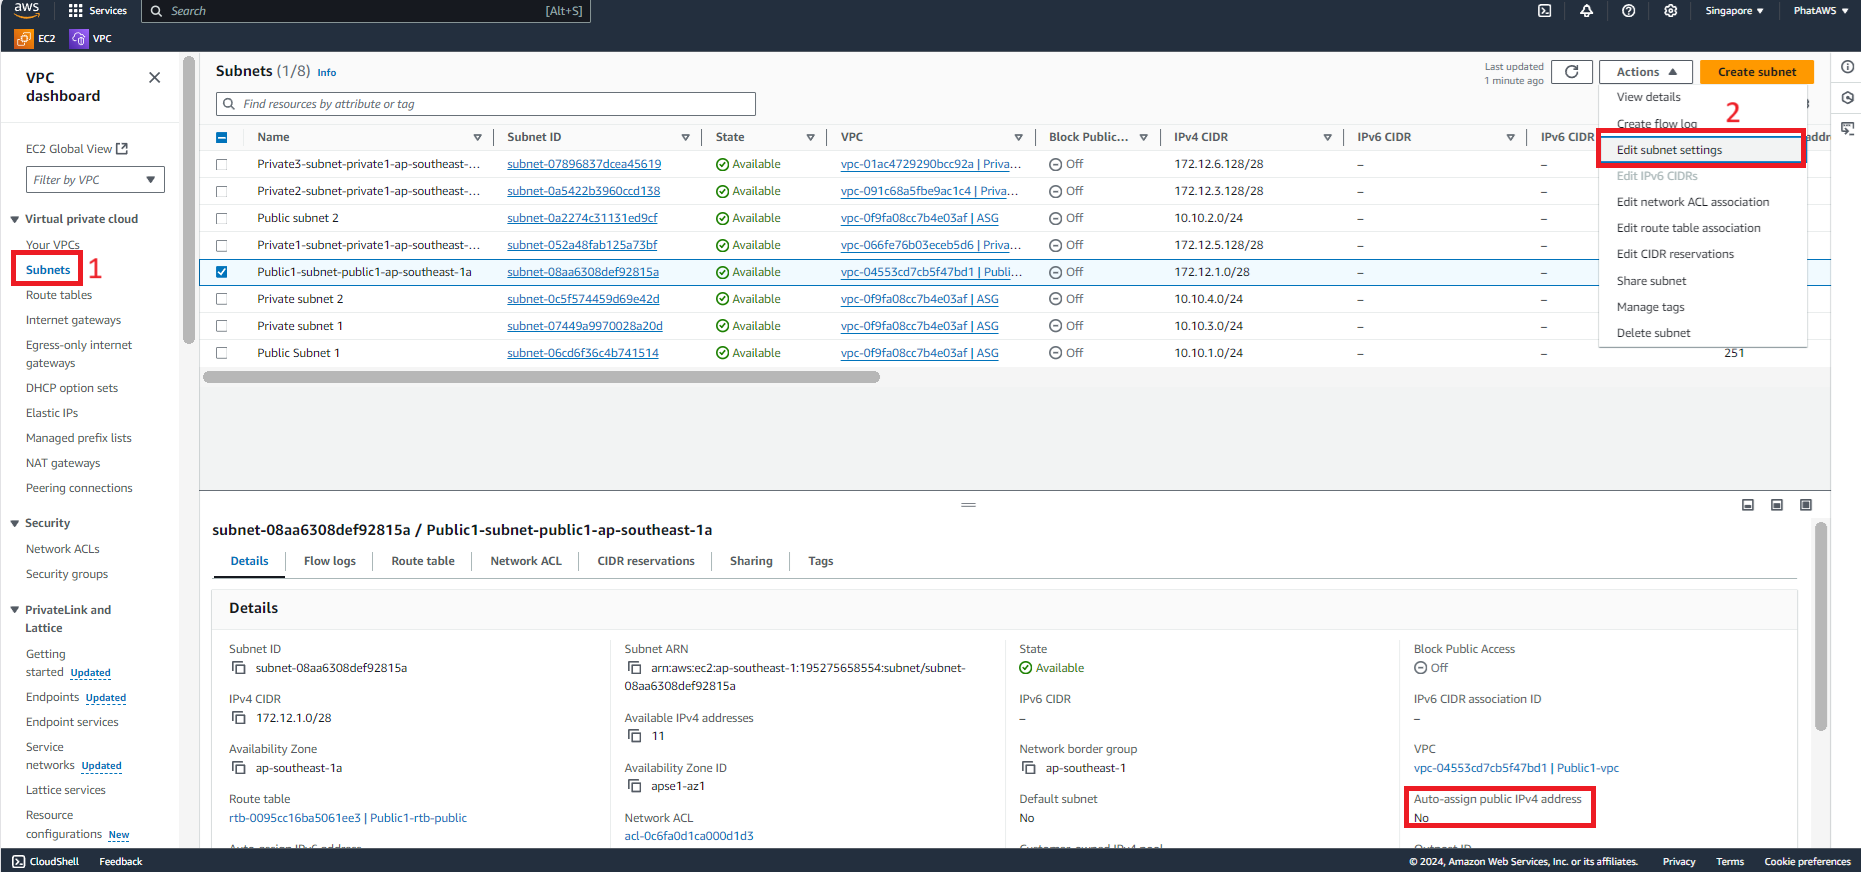 aws
Services
Search
[Alt+S]
Singapore
PhatAWS
EC2
VPC
VPC
dashboard
EC2 Global View
Filter by VPC
Virtual private cloud
Your VPCs
Subnets
1
Route tables
Internet gateways
Egress-only internet
gateways
DHCP option sets
Elastic IPs
Managed prefix lists
NAT gateways
Peering connections
Security
Network ACLs
Security groups
PrivateLink and
Lattice
Getting
started Updated
Endpoints Updated
Endpoint services
Service
networks Updated
Lattice services
Resource
configurations New
Subnets (1/8) Info
Last updated
1 minute ago
Actions
Create subnet
Find resources by attribute or tag
View details
2
Create flow log
Edit subnet settings
Edit IPv6 CIDRs
Edit network ACL association
Edit route table association
Edit CIDR reservations
Share subnet
Manage tags
Delete subnet
Name Subnet ID State VPC Block Public... IPv4 CIDR IPv6 CIDR IPv6 CIDR
Private3-subnet-private1-ap-southeast-... subnet-07896837dcea45619 Available vpc-01ac4729290bcc92a | Priva... Off 172.12.6.128/28 – –
Private2-subnet-private1-ap-southeast-... subnet-0a5422b3960ccd138 Available vpc-091c68a5fbe9ac1c4 | Private... Off 172.12.3.128/28 – –
Public subnet 2 subnet-0a2274c31131ed9cf Available vpc-0f9fa08cc7b4e03af | ASG Off 10.10.2.0/24 – –
Private1-subnet-private1-ap-southeast-... subnet-052a48fab125a73bf Available vpc-066fe76b03eceb5d6 | Priva... Off 172.12.5.128/28 – –
Public1-subnet-public1-ap-southeast-1a subnet-08aa6308def92815a Available vpc-04553cd7cb5f47bd1 | Publi... Off 172.12.1.0/28 – –
Private subnet 2 subnet-0c5f574459d69e42d Available vpc-0f9fa08cc7b4e03af | ASG Off 10.10.4.0/24 – –
Private subnet 1 subnet-07449a9970028a20d Available vpc-0f9fa08cc7b4e03af | ASG Off 10.10.3.0/24 – –
Public Subnet 1 subnet-06cd6f36c4b741514 Available vpc-0f9fa08cc7b4e03af | ASG Off 10.10.1.0/24 – – 251
subnet-08aa6308def92815a / Public1-subnet-public1-ap-southeast-1a
Details Flow logs Route table Network ACL CIDR reservations Sharing Tags
Details
Subnet ID
subnet-08aa6308def92815a
IPv4 CIDR
172.12.1.0/28
Availability Zone
ap-southeast-1a
Route table
rtb-0095cc16ba5061ee3 | Public1-rtb-public
Subnet ARN
arn:aws:ec2:ap-southeast-1:195275658554:subnet/subnet-
08aa6308def92815a
Available IPv4 addresses
11
Availability Zone ID
apse1-az1
Network ACL
acl-0c6fa0d1ca000d1d3
State
Available
IPv6 CIDR
–
Network border group
ap-southeast-1
Default subnet
No
Block Public Access
Off
IPv6 CIDR association ID
–
VPC
vpc-04553cd7cb5f47bd1 | Public1-vpc
Auto-assign public IPv4 address
No
CloudShell
Feedback
© 2024, Amazon Web Services, Inc. or its affiliates.
Privacy
Terms
Cookie preferences